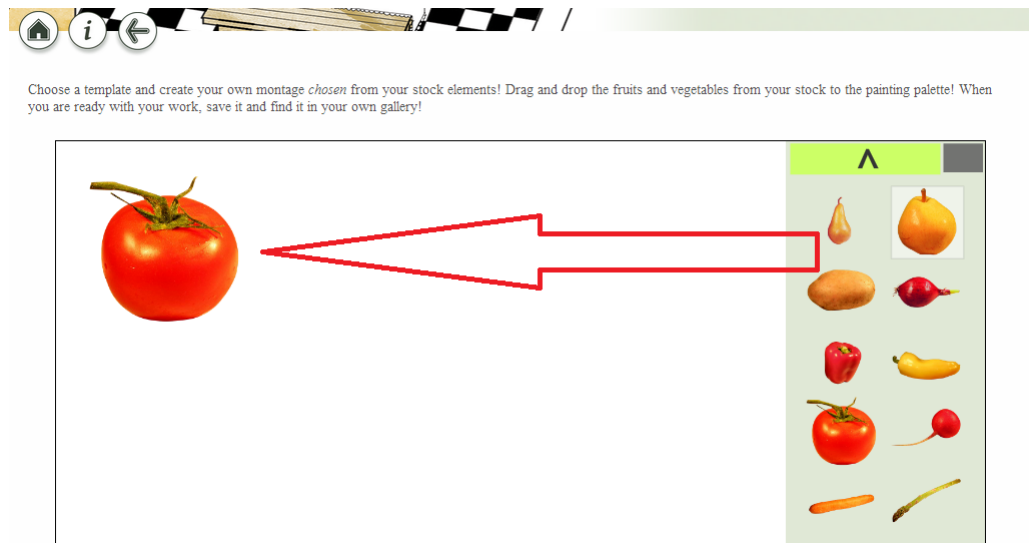 i
Choose a template and create your own montage chosen from your stock elements! Drag and drop the fruits and vegetables from your stock to the painting palette! When
you are ready with your work, save it and find it in your own gallery!